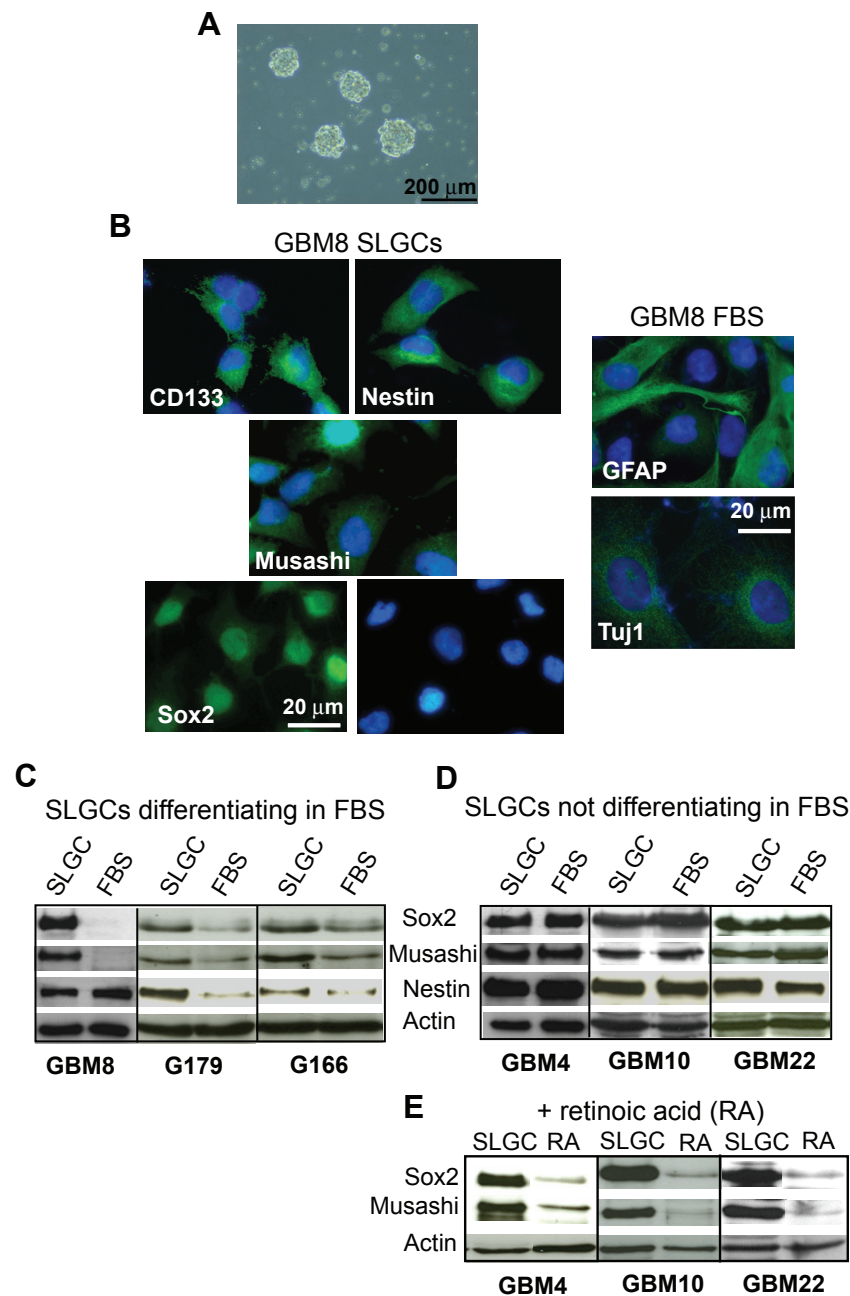 A
200 μm
B
GBM8 SLGCs
CD133
Nestin
Musashi
Sox2
20 μm
GBM8 FBS
GFAP
20 μm
Tuj1
C
SLGCs differentiating in FBS
SLGC FBS SLGC FBS SLGC FBS
D
SLGCs not differentiating in FBS
SLGC FBS SLGC FBS SLGC FBS
Sox2
Musashi
Nestin
Actin
GBM8 G179 G166
GBM4 GBM10 GBM22
E
+ retinoic acid (RA)
SLGC RA SLGC RA SLGC RA
Sox2
Musashi
Actin
GBM4 GBM10 GBM22